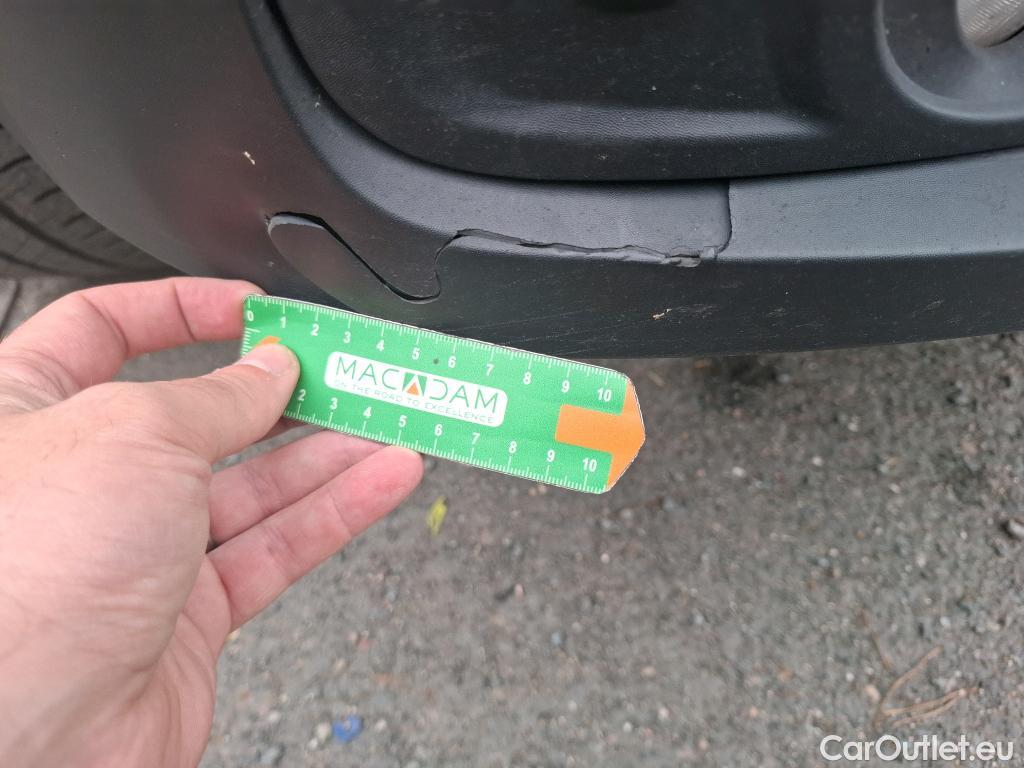 0 1 2 3 4 5 6 7 8 9 10
MACADAM
ON THE ROAD TO EXCELLENCE
2 3 4 5 6 7 8 9 10
CarOutlet.eu